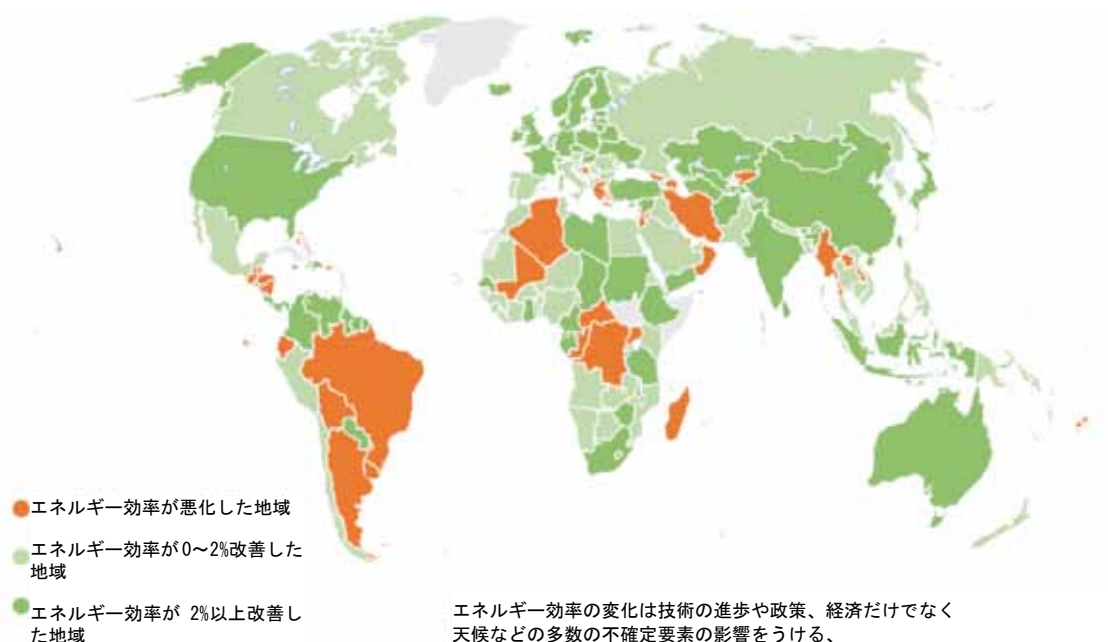 エネルギー効率が悪化した地域
エネルギー効率が0～2%改善した
地域
エネルギー効率が 2%以上改善し
た地域
エネルギー効率の変化は技術の進歩や政策、経済だけでなく
天候などの多数の不確定要素の影響をうける、